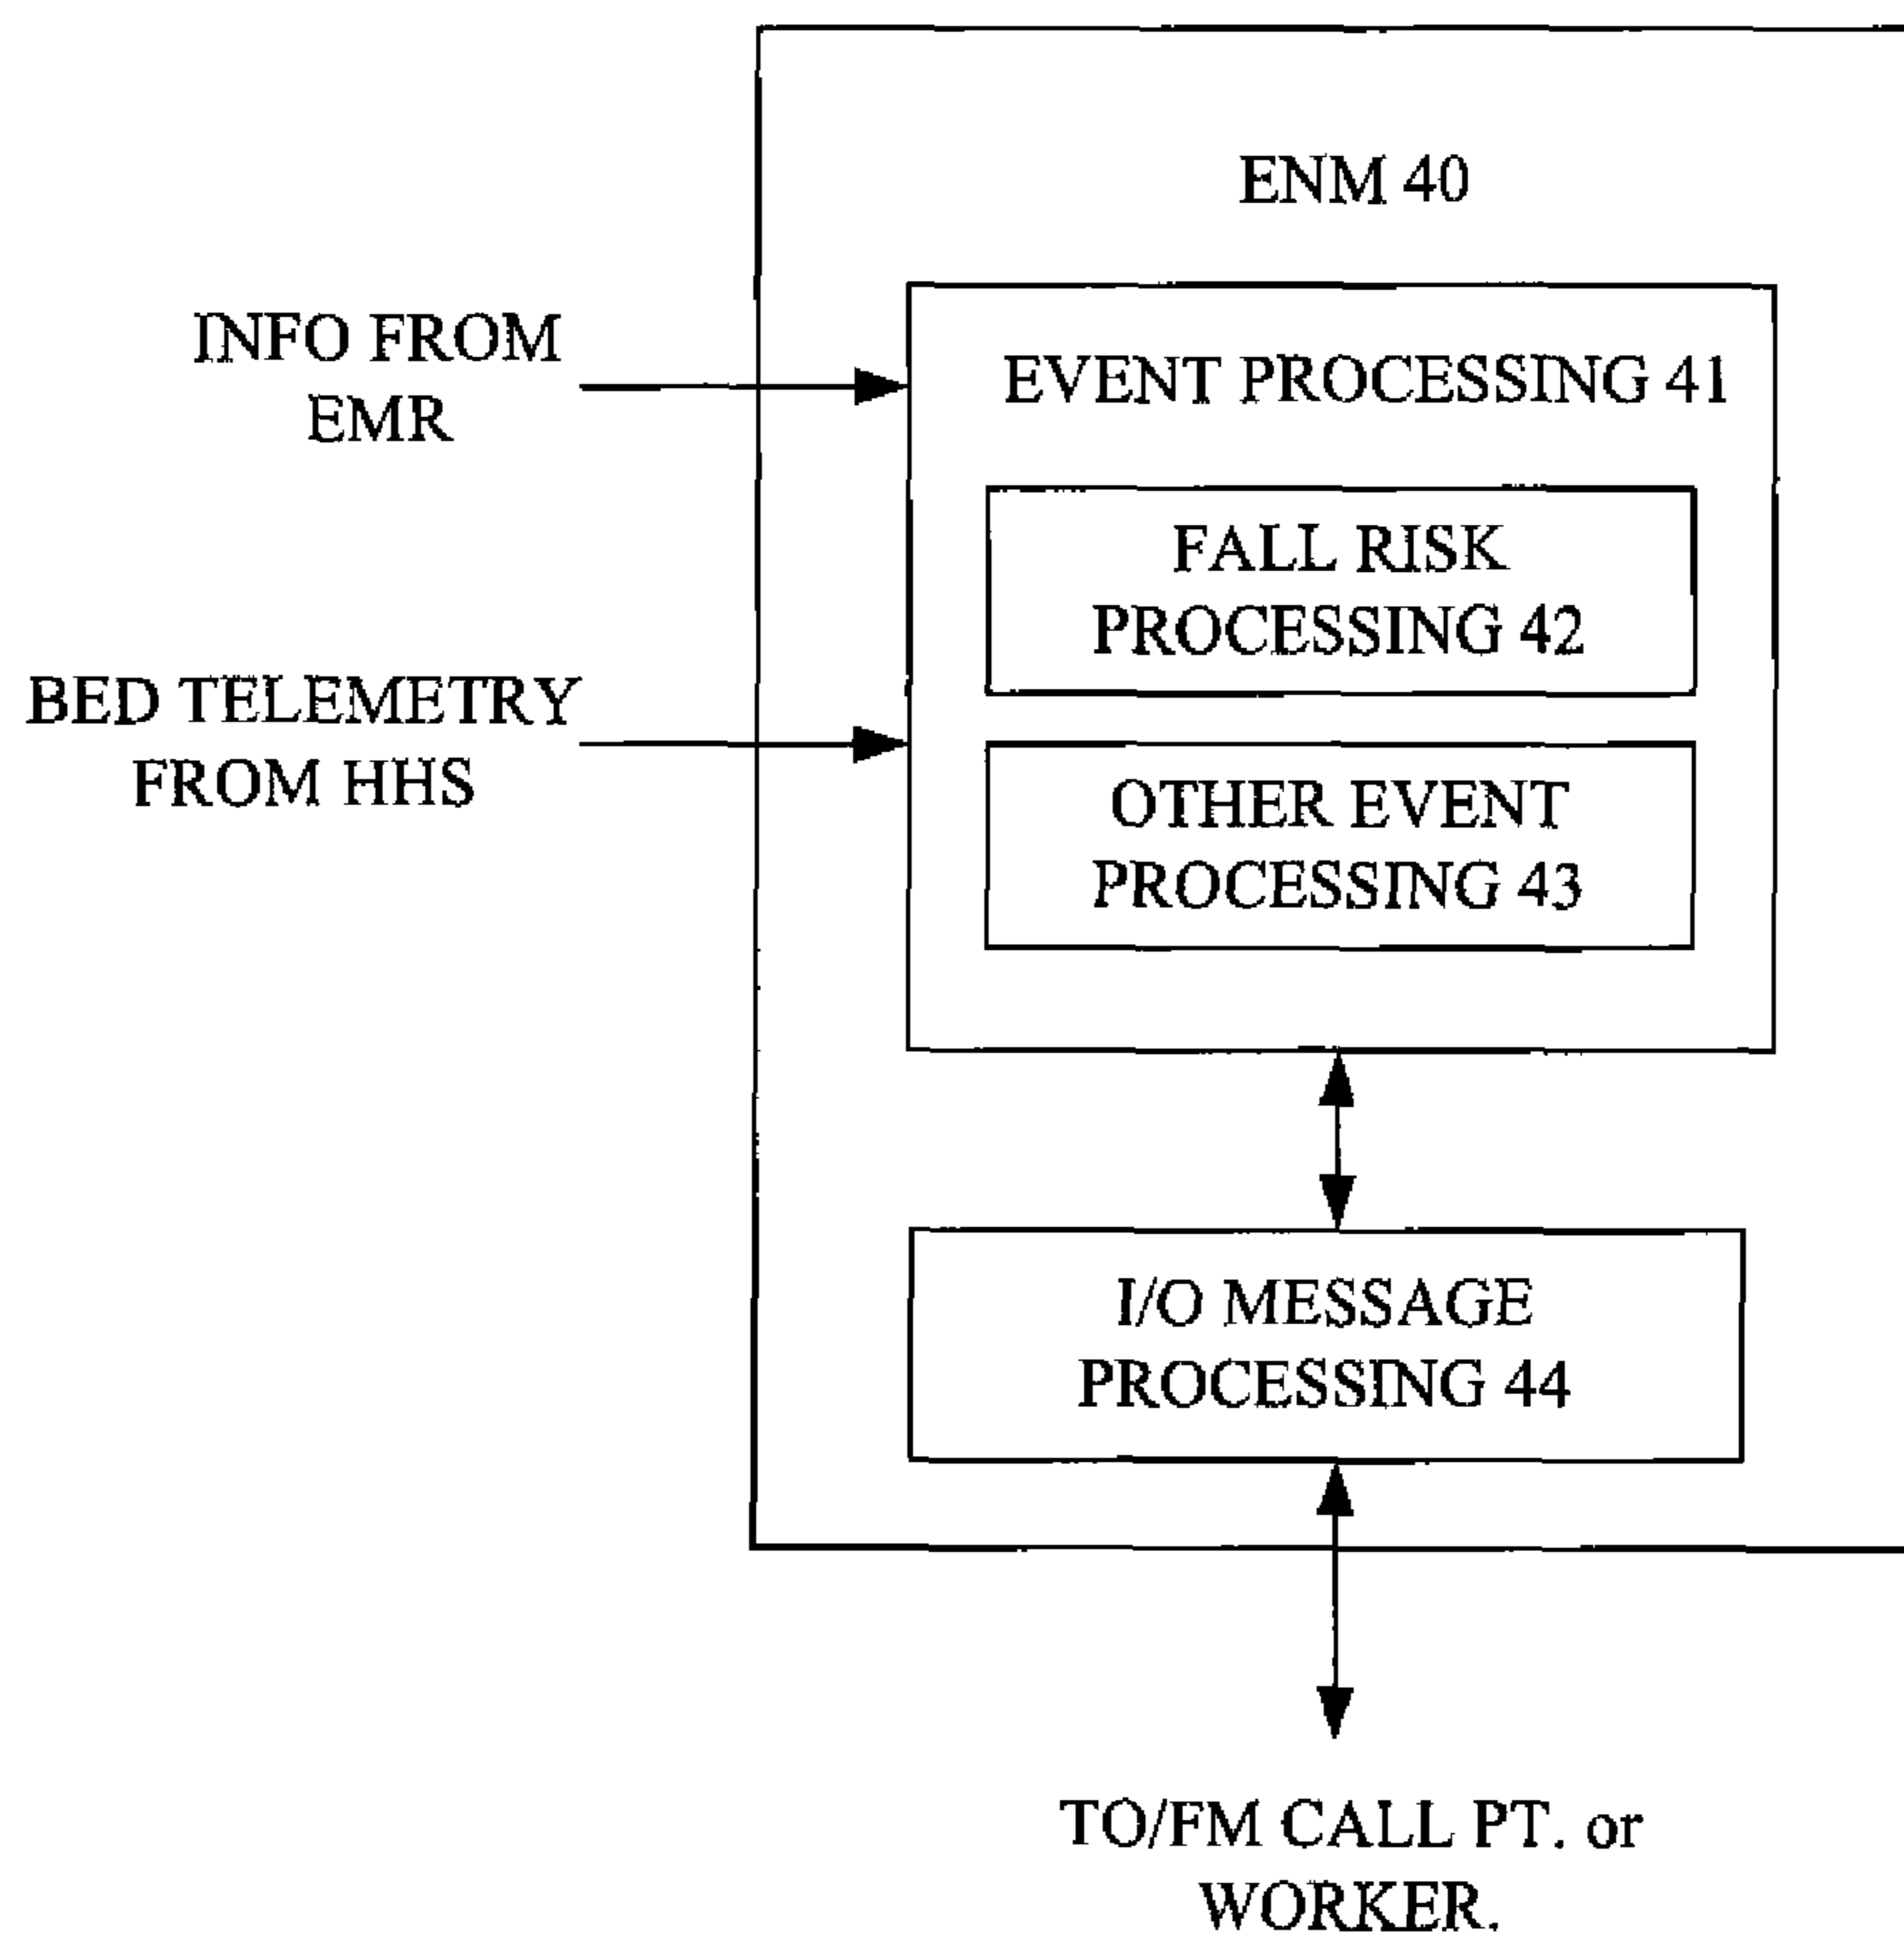 ENM 40
INFO FROM
EMR
EVENT PROCESSING 41
FALL RISK
PROCESSING 42
BED TELEMETRY
FROM HHS
OTHER EVENT
PROCESSING 43
I/O MESSAGE
PROCESSING 44
TO/FM CALL PT. or
WORKER.